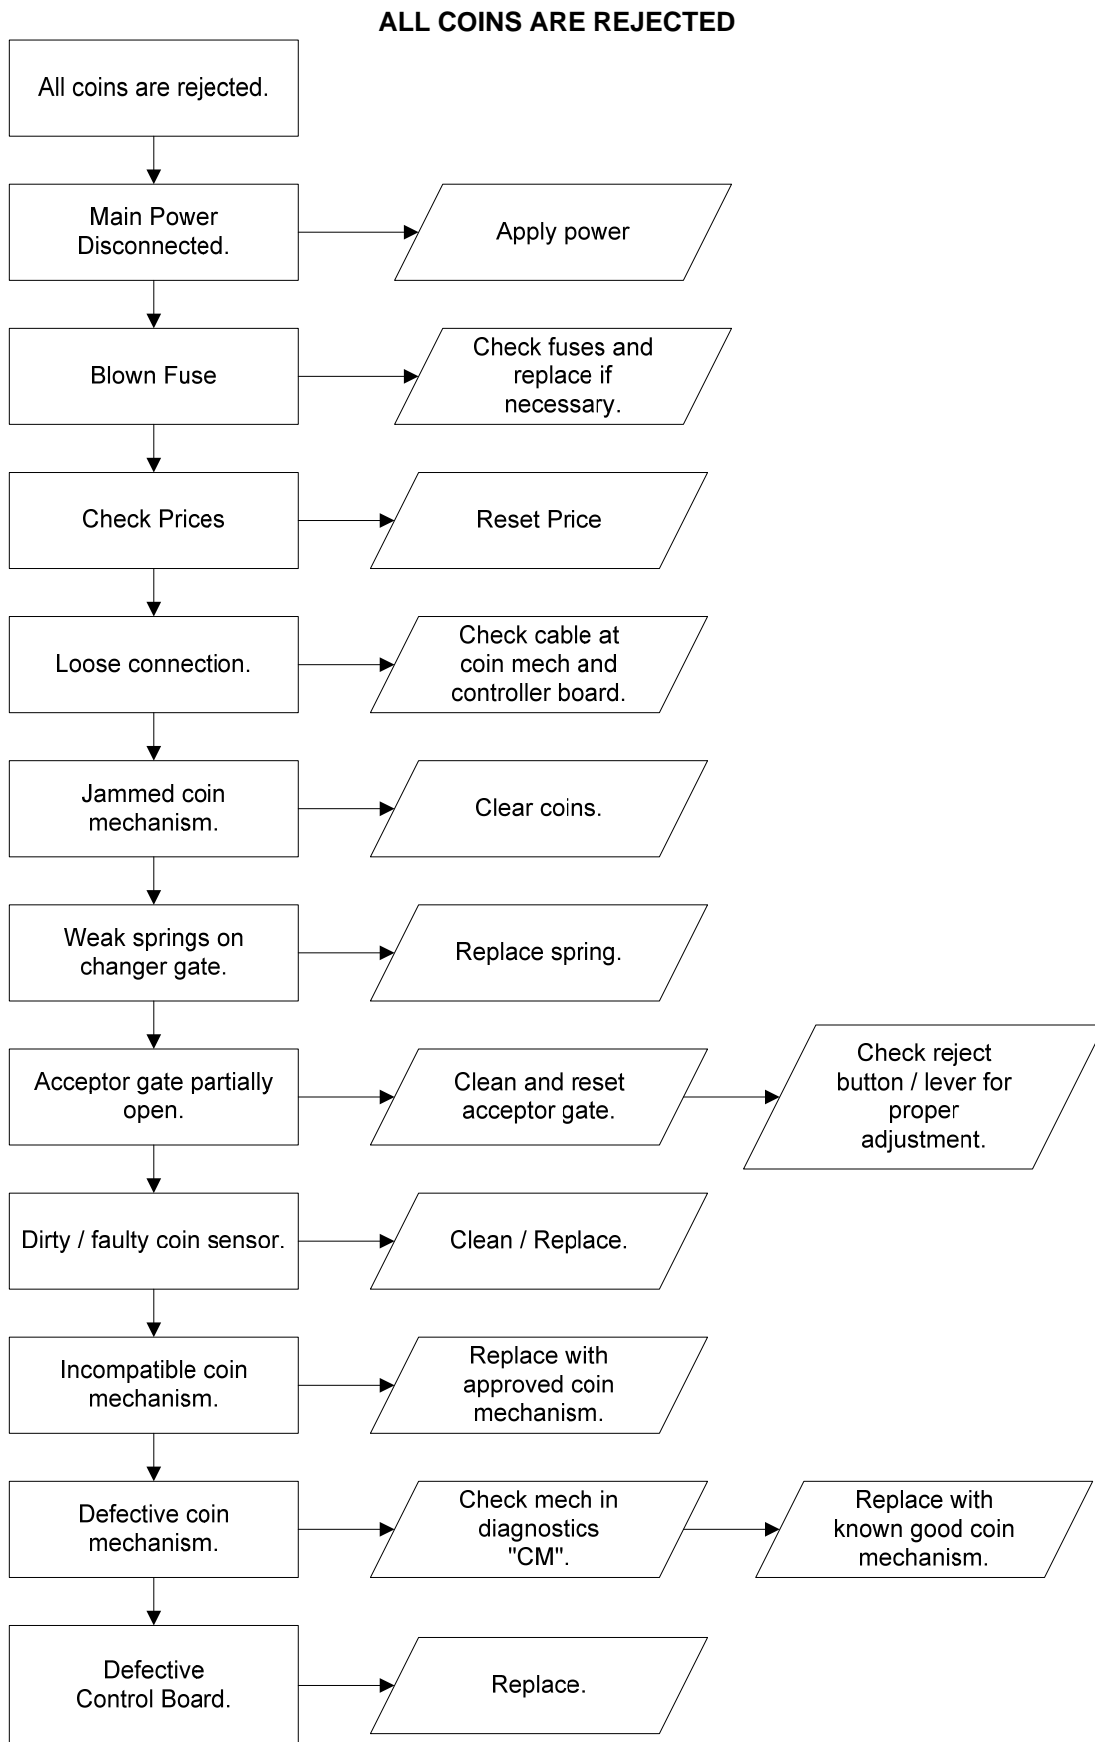 ALL COINS ARE REJECTED
All coins are rejected.
Main Power
Disconnected.
Apply power
Blown Fuse
Check fuses and
replace if
necessary.
Check Prices
Reset Price
Loose connection.
Check cable at
coin mech and
controller board.
Jammed coin
mechanism.
Clear coins.
Weak springs on
changer gate.
Replace spring.
Acceptor gate partially
open.
Clean and reset
acceptor gate.
Check reject
button / lever for
proper
adjustment.
Dirty / faulty coin sensor.
Clean / Replace.
Incompatible coin
mechanism.
Replace with
approved coin
mechanism.
Defective coin
mechanism.
Check mech in
diagnostics
"CM".
Replace with
known good coin
mechanism.
Defective
Control Board.
Replace.